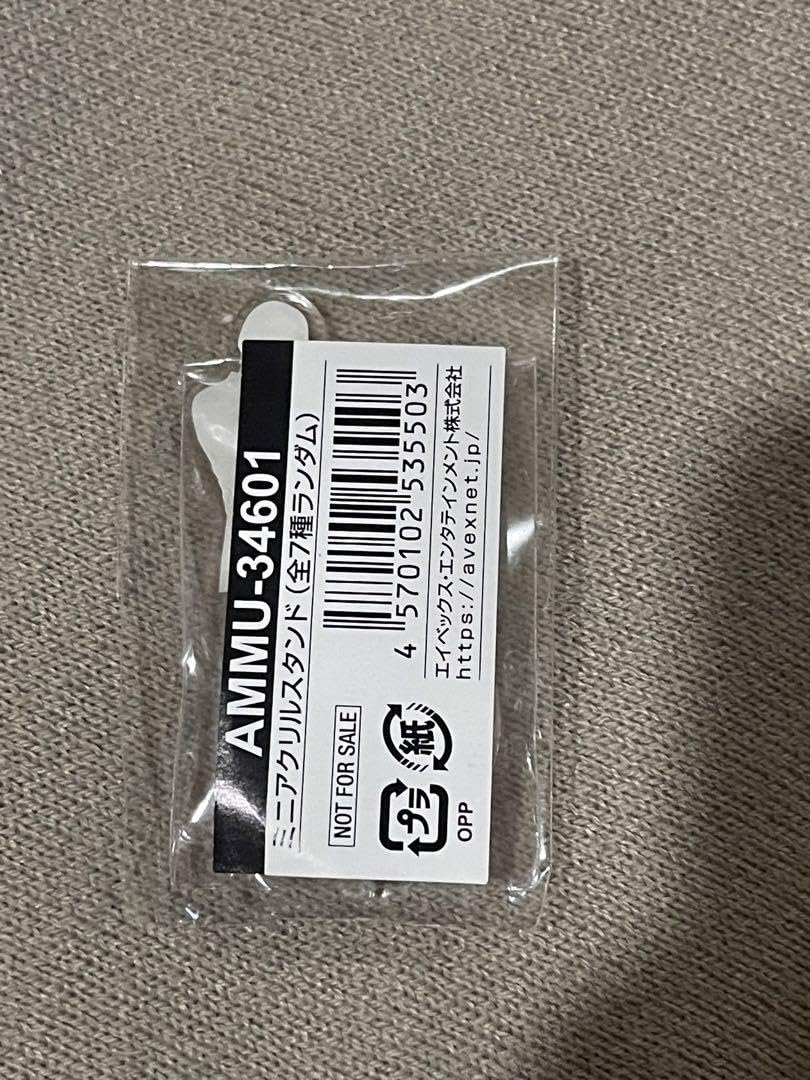 AMMU-34601
ミニアクリルスタンド（全7種ランダム）
NOT FOR SALE
4 570102 535503
プラ
紙
OPP
エイベックス・エンタテインメント株式会社
https://avexnet.jp/